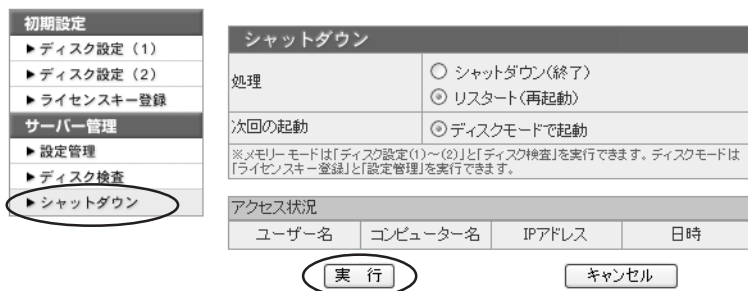 初期設定
▶ディスク設定（1）
▶ディスク設定（2）
▶ライセンスキー登録
サーバー管理
▶設定管理
▶ディスク検査
▶シャットダウン
シャットダウン
処理
シャットダウン(終了)
リスタート(再起動)
次回の起動
ディスクモードで起動
※メモリーモードは「ディスク設定(1)～(2)」と「ディスク検査」を実行できます。ディスクモードは
「ライセンスキー登録」と「設定管理」を実行できます。
アクセス状況
ユーザー名 コンピューター名 IPアドレス 日時
実 行 キャンセル